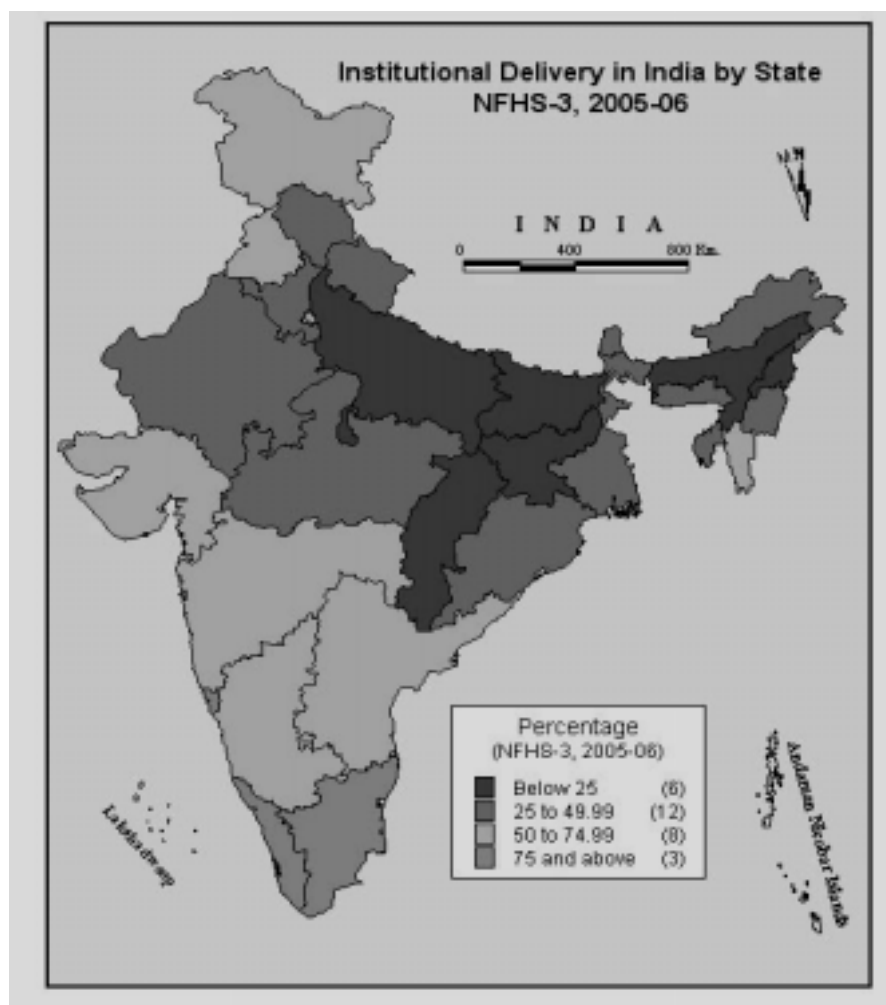 Institutional Delivery in India by State
NFHS-3, 2005-06
N
I N D I A
0 400 800 Km.
Percentage
(NFHS-3, 2005-06)
Below 25 (6)
25 to 49.99 (12)
50 to 74.99 (8)
75 and above (3)
Lakshadweep
Andaman Nicobar Islands